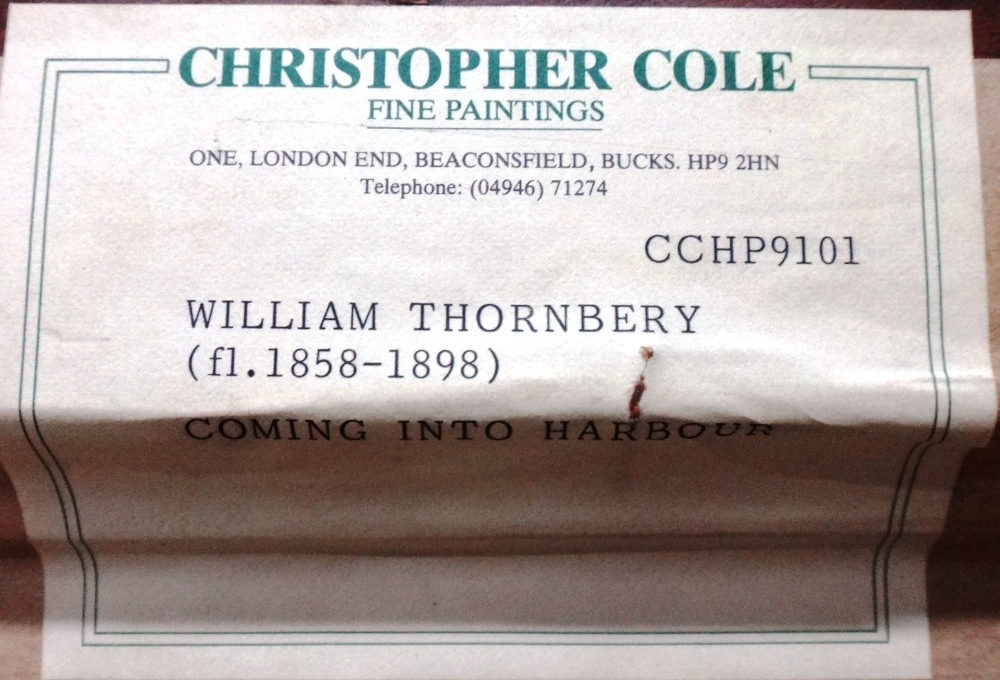 CHRISTOPHER COLE
FINE PAINTINGS
ONE, LONDON END, BEACONSFIELD, BUCKS. HP9 2HN
Telephone: (04946) 71274
CCHP9101
WILLIAM THORNBERY
(fl.1858-1898)
COMING INTO HARBOUR